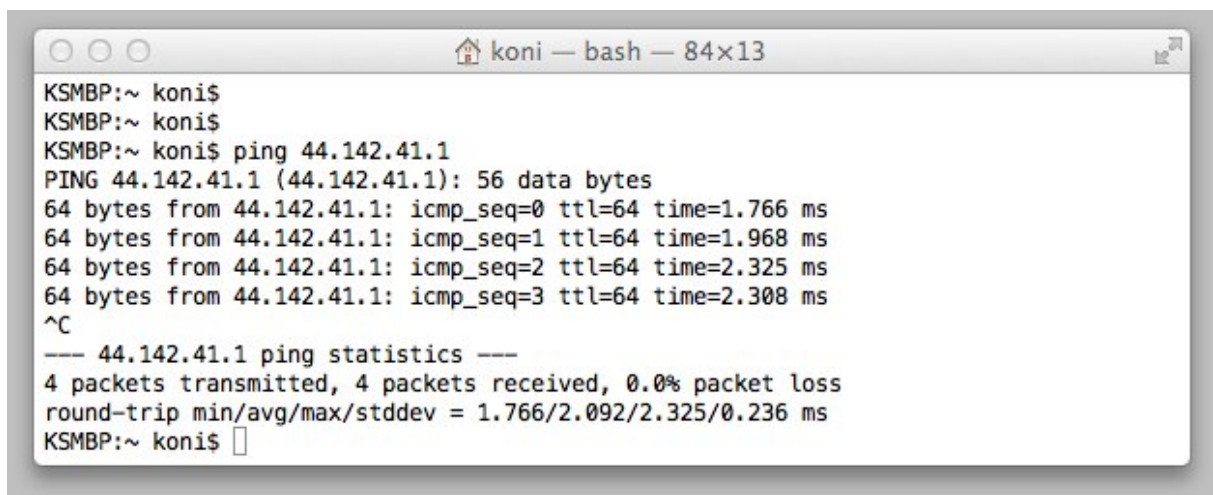 koni — bash — 84×13
KSMBP:~ koni$
KSMBP:~ koni$
KSMBP:~ koni$ ping 44.142.41.1
PING 44.142.41.1 (44.142.41.1): 56 data bytes
64 bytes from 44.142.41.1: icmp_seq=0 ttl=64 time=1.766 ms
64 bytes from 44.142.41.1: icmp_seq=1 ttl=64 time=1.968 ms
64 bytes from 44.142.41.1: icmp_seq=2 ttl=64 time=2.325 ms
64 bytes from 44.142.41.1: icmp_seq=3 ttl=64 time=2.308 ms
^C
--- 44.142.41.1 ping statistics ---
4 packets transmitted, 4 packets received, 0.0% packet loss
round-trip min/avg/max/stddev = 1.766/2.092/2.325/0.236 ms
KSMBP:~ koni$